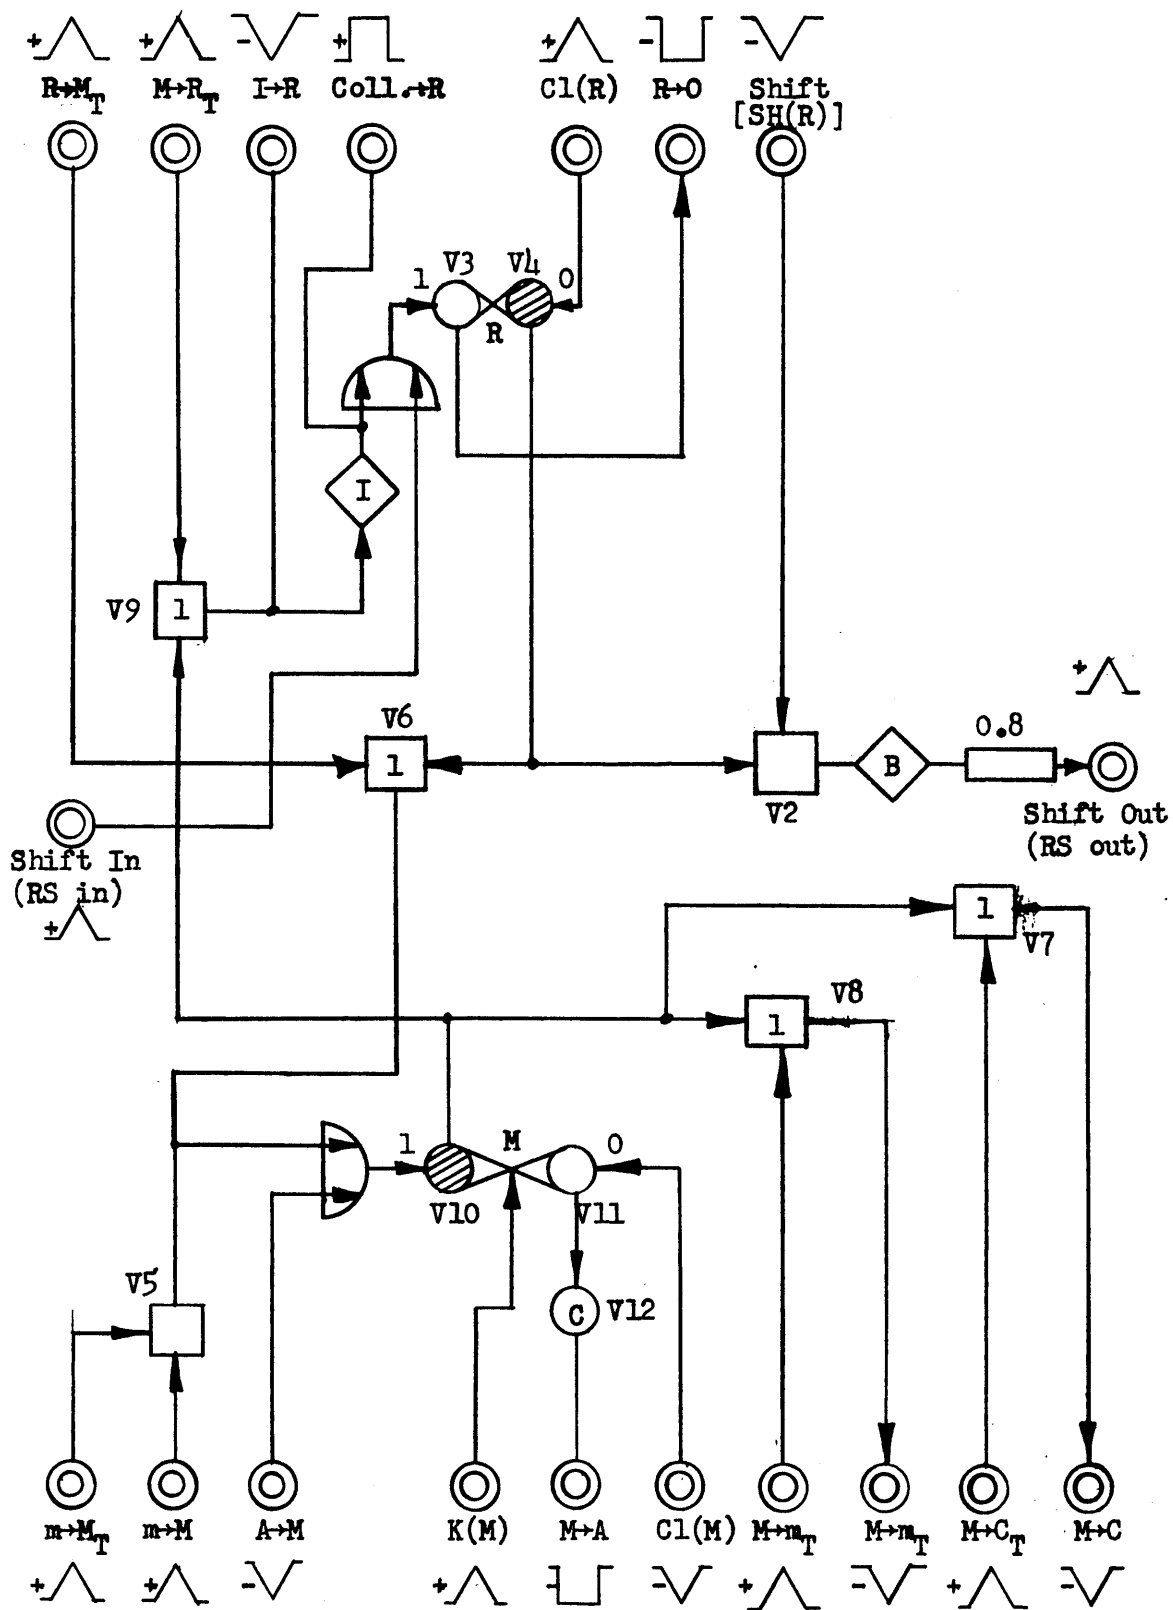 + + - + + - -
R→M_T M→R_T I→R Coll.→R Cl(R) R→O Shift
[SH(R)]
V3 V4
1 0
R
I
V9 1
V6
1
+
0.8
B
V2
Shift Out
(RS out)
Shift In
(RS in)
+
1
V7
V8
1
1 M 0
V10 V11
V5
C V12
m→M_T m→M A→M K(M) M→A Cl(M) M→m_T M→m_T M→C_T M→C
+ + - + - - + - + -